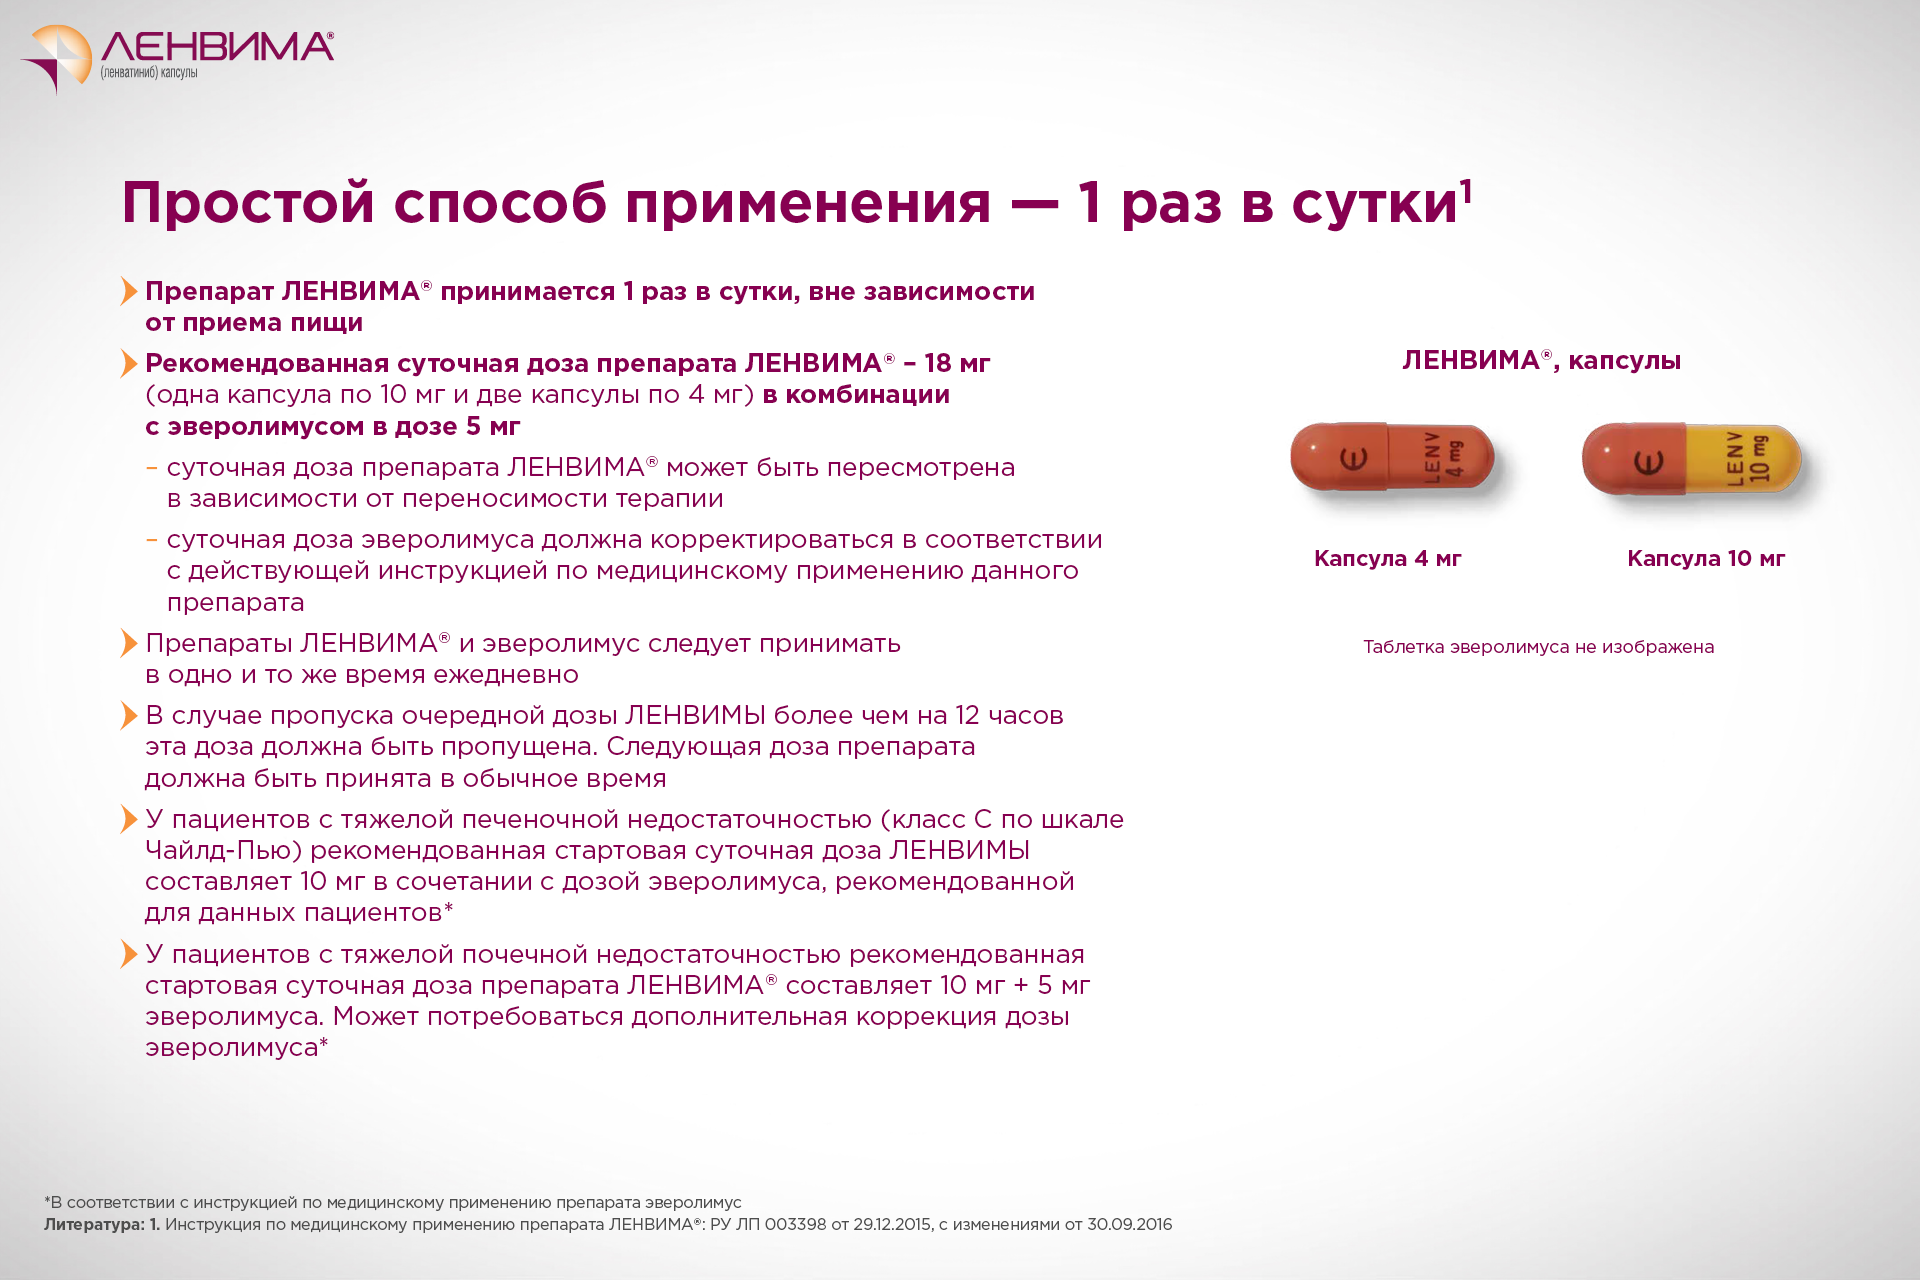 ЛЕНВИМА®
(ленватиниб) капсулы
Простой способ применения — 1 раз в сутки¹
Препарат ЛЕНВИМА® принимается 1 раз в сутки, вне зависимости
от приема пищи
Рекомендованная суточная доза препарата ЛЕНВИМА® – 18 мг
(одна капсула по 10 мг и две капсулы по 4 мг) в комбинации
с эверолимусом в дозе 5 мг
– суточная доза препарата ЛЕНВИМА® может быть пересмотрена
в зависимости от переносимости терапии
– суточная доза эверолимуса должна корректироваться в соответствии
с действующей инструкцией по медицинскому применению данного
препарата
Препараты ЛЕНВИМА® и эверолимус следует принимать
в одно и то же время ежедневно
В случае пропуска очередной дозы ЛЕНВИМЫ более чем на 12 часов
эта доза должна быть пропущена. Следующая доза препарата
должна быть принята в обычное время
У пациентов с тяжелой печеночной недостаточностью (класс С по шкале
Чайлд-Пью) рекомендованная стартовая суточная доза ЛЕНВИМЫ
составляет 10 мг в сочетании с дозой эверолимуса, рекомендованной
для данных пациентов*
У пациентов с тяжелой почечной недостаточностью рекомендованная
стартовая суточная доза препарата ЛЕНВИМА® составляет 10 мг + 5 мг
эверолимуса. Может потребоваться дополнительная коррекция дозы
эверолимуса*
ЛЕНВИМА®, капсулы
Є
LENV
4 mg
Є
LENV
10 mg
Капсула 4 мг
Капсула 10 мг
Таблетка эверолимуса не изображена
*В соответствии с инструкцией по медицинскому применению препарата эверолимус
Литература: 1. Инструкция по медицинскому применению препарата ЛЕНВИМА®: РУ ЛП 003398 от 29.12.2015, с изменениями от 30.09.2016